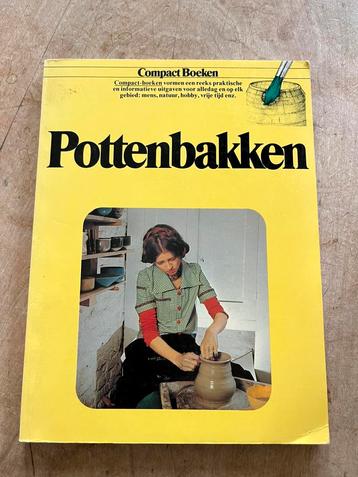 Compact Boeken
Compact-boeken vormen een reeks praktische
en informatieve uitgaven voor alledag en op elk
gebied: mens, natuur, hobby, vrije tijd enz.
Pottenbakken